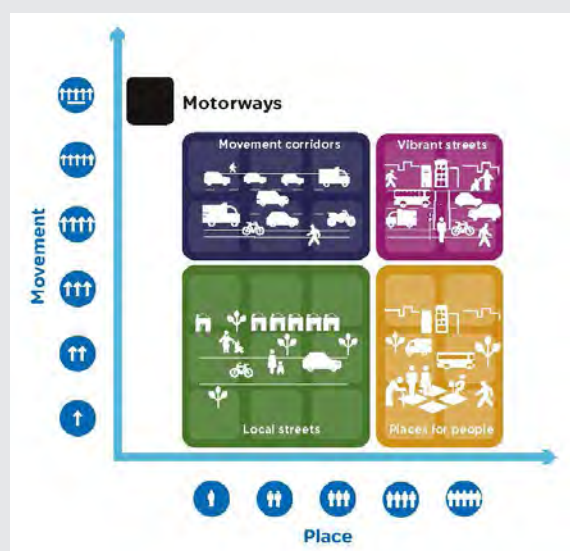 Motorways
Movement corridors
Vibrant streets
Movement
Local streets
Places for people
Place